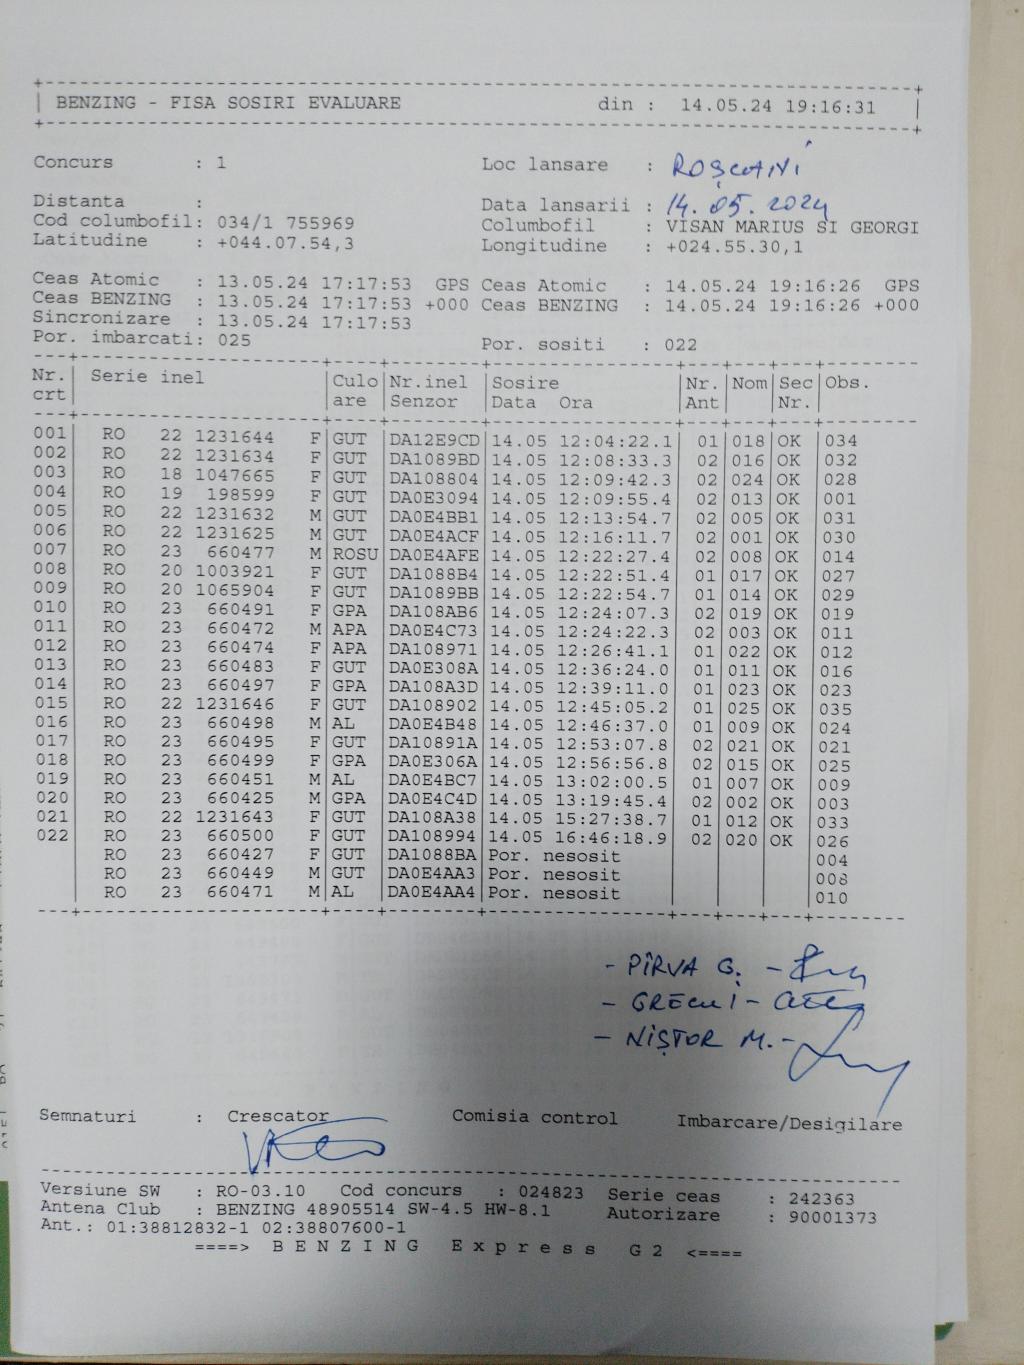 BENZING - FISA SOSIRI EVALUARE din : 14.05.24 19:16:31
Concurs : 1 Loc lansare : ROȘCANI
Distanta : Data lansarii : 14.05.2024
Cod columbofil: 034/1 755969 Columbofil : VISAN MARIUS SI GEORGI
Latitudine : +044.07.54,3 Longitudine : +024.55.30,1
Ceas Atomic : 13.05.24 17:17:53 GPS Ceas Atomic : 14.05.24 19:16:26 GPS
Ceas BENZING : 13.05.24 17:17:53 +000 Ceas BENZING : 14.05.24 19:16:26 +000
Sincronizare : 13.05.24 17:17:53
Por. imbarcati: 025 Por. sositi : 022
Nr. Serie inel Culo Nr.inel Sosire Nr. Nom Sec Obs.
crt are Senzor Data Ora Ant Nr.
001 RO 22 1231644 F GUT DA12E9CD 14.05 12:04:22.1 01 018 OK 034
002 RO 22 1231634 F GUT DA1089BD 14.05 12:08:33.3 02 016 OK 032
003 RO 18 1047665 F GUT DA108804 14.05 12:09:42.3 02 024 OK 028
004 RO 19 198599 F GUT DA0E3094 14.05 12:09:55.4 02 013 OK 001
005 RO 22 1231632 M GUT DA0E4BB1 14.05 12:13:54.7 02 005 OK 031
006 RO 22 1231625 M GUT DA0E4ACF 14.05 12:16:11.7 02 001 OK 030
007 RO 23 660477 M ROSU DA0E4AFE 14.05 12:22:27.4 02 008 OK 014
008 RO 20 1003921 F GUT DA1088B4 14.05 12:22:51.4 01 017 OK 027
009 RO 20 1065904 F GUT DA1089BB 14.05 12:22:54.7 01 014 OK 029
010 RO 23 660491 F GPA DA108AB6 14.05 12:24:07.3 02 019 OK 019
011 RO 23 660472 M APA DA0E4C73 14.05 12:24:22.3 02 003 OK 011
012 RO 23 660474 F APA DA108971 14.05 12:26:41.1 01 022 OK 012
013 RO 23 660483 F GUT DA0E308A 14.05 12:36:24.0 01 011 OK 016
014 RO 23 660497 F GPA DA108A3D 14.05 12:39:11.0 01 023 OK 023
015 RO 22 1231646 F GUT DA108902 14.05 12:45:05.2 01 025 OK 035
016 RO 23 660498 M AL DA0E4B48 14.05 12:46:37.0 01 009 OK 024
017 RO 23 660495 F GUT DA10891A 14.05 12:53:07.8 02 021 OK 021
018 RO 23 660499 F GPA DA0E306A 14.05 12:56:56.8 02 015 OK 025
019 RO 23 660451 M AL DA0E4BC7 14.05 13:02:00.5 01 007 OK 009
020 RO 23 660425 M GPA DA0E4C4D 14.05 13:19:45.4 02 002 OK 003
021 RO 22 1231643 F GUT DA108A38 14.05 15:27:38.7 01 012 OK 033
022 RO 23 660500 F GUT DA108994 14.05 16:46:18.9 02 020 OK 026
RO 23 660427 F GUT DA1088BA Por. nesosit 004
RO 23 660449 M GUT DA0E4AA3 Por. nesosit 008
RO 23 660471 M AL DA0E4AA4 Por. nesosit 010
- PÎRVA G. -
- GRECU I -
- NIȘTOR M. -
Semnaturi : Crescator Comisia control Imbarcare/Desigilare
Versiune SW : RO-03.10 Cod concurs : 024823 Serie ceas : 242363
Antena Club : BENZING 48905514 SW-4.5 HW-8.1 Autorizare : 90001373
Ant.: 01:38812832-1 02:38807600-1
====> B E N Z I N G E x p r e s s G 2 <====